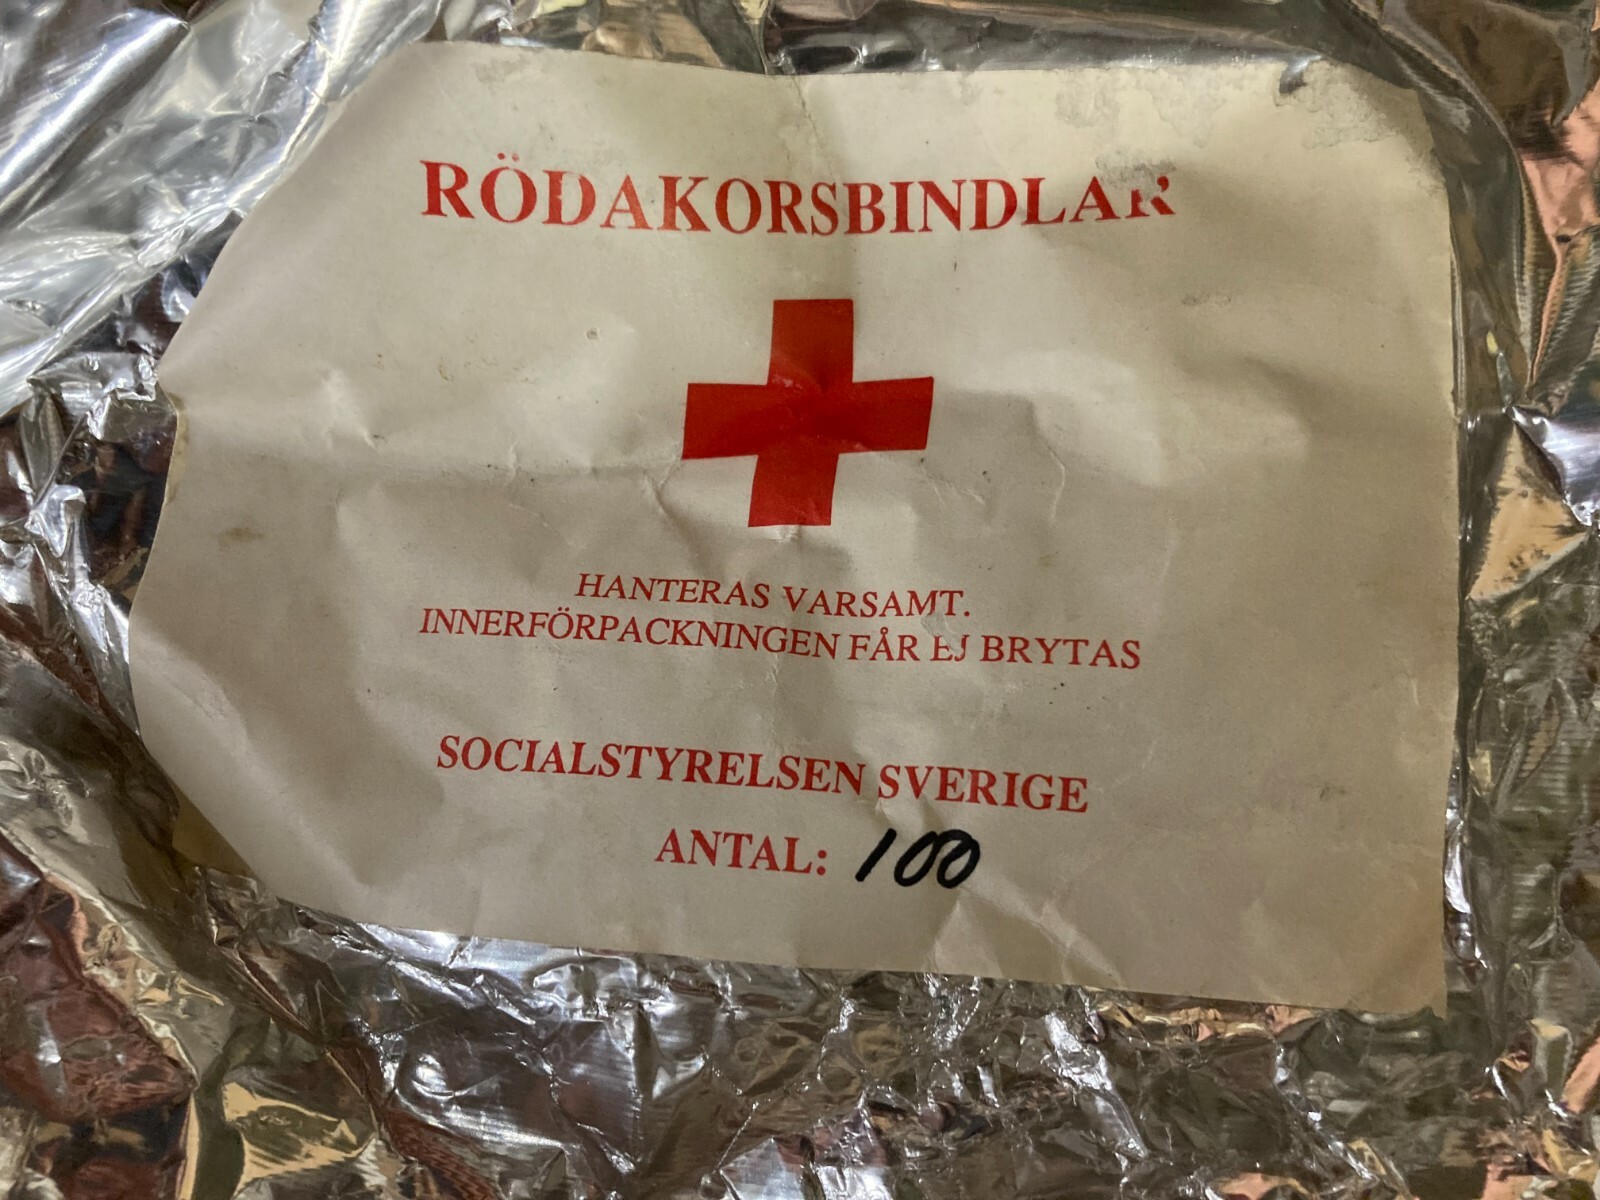 RÖDAKORSBINDLAR
HANTERAS VARSAMT.
INNERFÖRPACKNINGEN FÅR EJ BRYTAS
SOCIALSTYRELSEN SVERIGE
ANTAL: 100